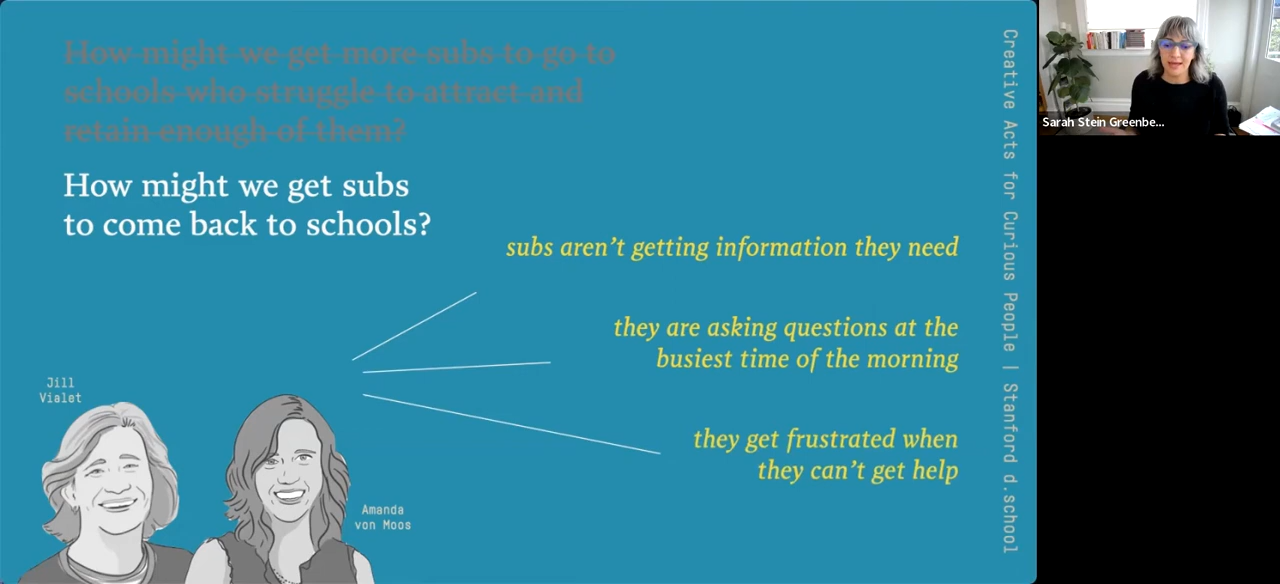 How might we get more subs to go to
schools who struggle to attract and
retain enough of them?
How might we get subs
to come back to schools?
subs aren’t getting information they need
they are asking questions at the
busiest time of the morning
they get frustrated when
they can’t get help
Jill
Vialet
Amanda
von Moos
Creative Acts for Curious People | Stanford d.school
Sarah Stein Greenbe...